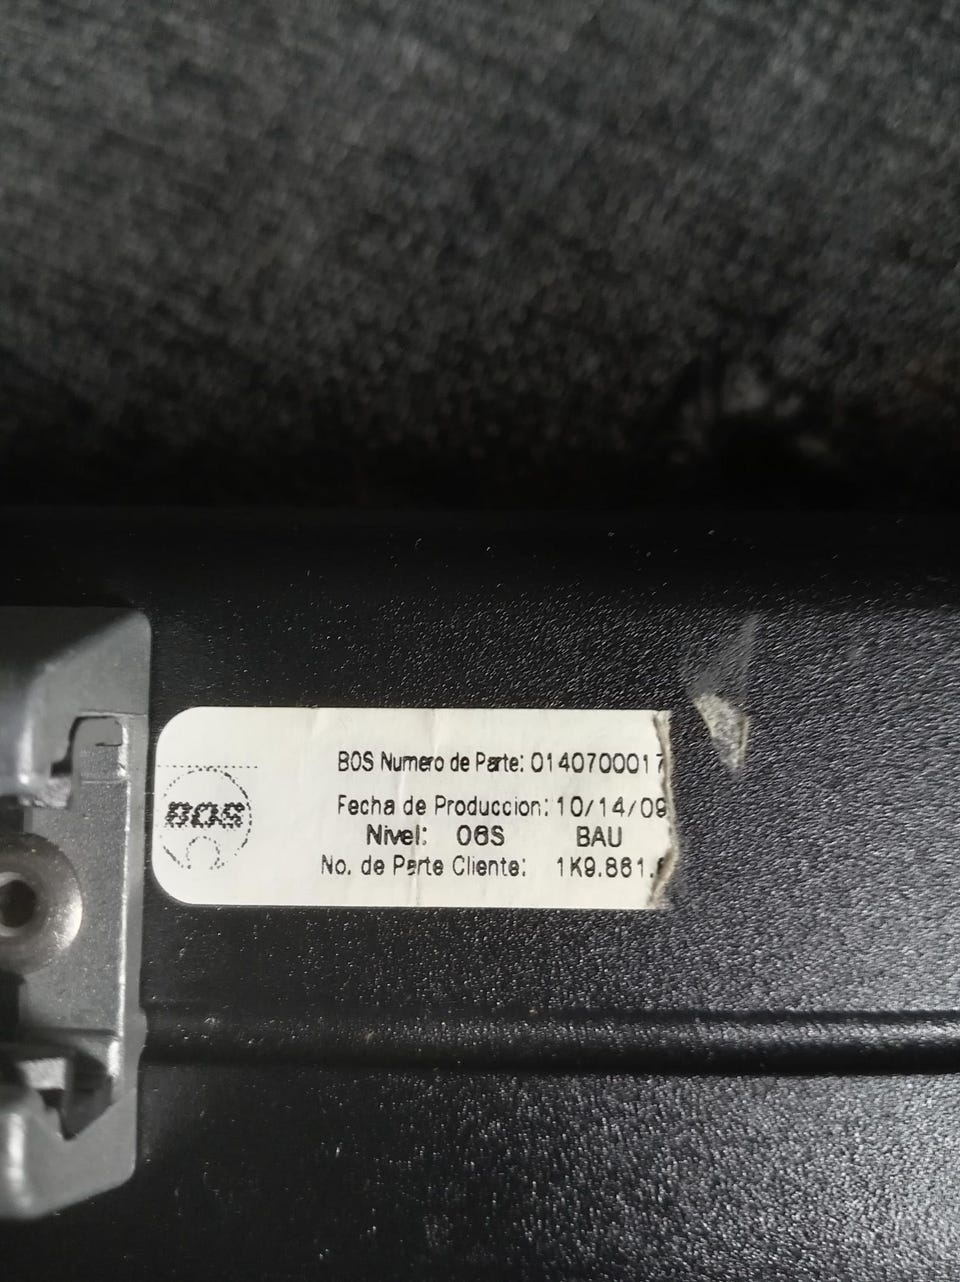 BOS
BOS Numero de Parte: 0140700017
Fecha de Produccion: 10/14/09
Nivel: 06S BAU
No. de Parte Cliente: 1K9.861.